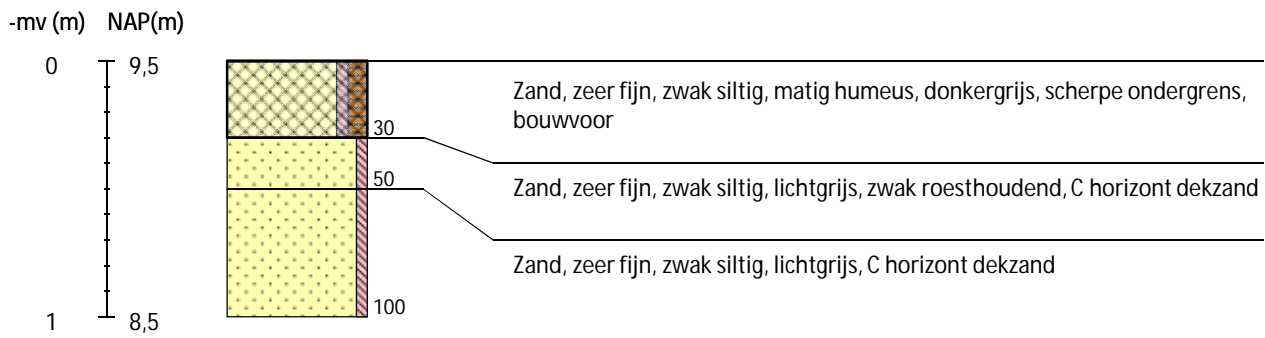 -mv (m) NAP(m)
0 9,5
Zand, zeer fijn, zwak siltig, matig humeus, donkergrijs, scherpe ondergrens,
bouwvoor
30
50
Zand, zeer fijn, zwak siltig, lichtgrijs, zwak roesthoudend, C horizont dekzand
Zand, zeer fijn, zwak siltig, lichtgrijs, C horizont dekzand
100
1 8,5